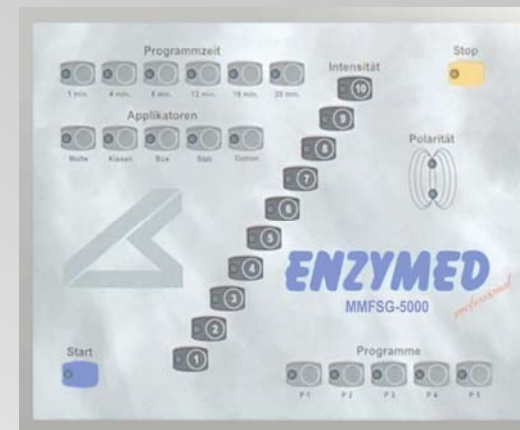 Programmzeit
1 min. 4 min. 8 min. 12 min. 16 min. 20 min.
Applikatoren
Matte Kissen Box Stab Cotton
Intensität
10
9
8
7
6
5
4
3
2
1
Stop
Polarität
ENZYMED
MMFSG-5000
professional
Start
Programme
P 1 P 2 P 3 P 4 P 5